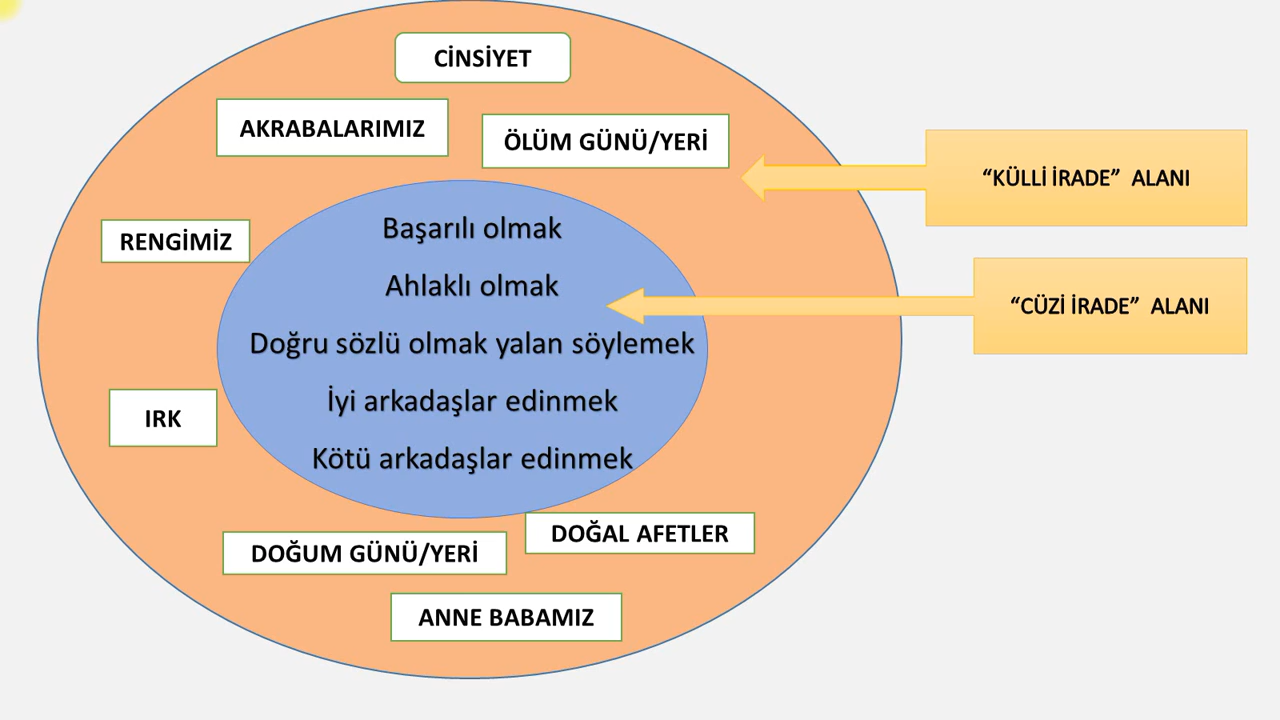 CİNSİYET
AKRABALARIMIZ
ÖLÜM GÜNÜ/YERİ
“KÜLLİ İRADE” ALANI
RENGİMİZ
Başarılı olmak
Ahlaklı olmak
“CÜZİ İRADE” ALANI
Doğru sözlü olmak yalan söylemek
İyi arkadaşlar edinmek
IRK
Kötü arkadaşlar edinmek
DOĞAL AFETLER
DOĞUM GÜNÜ/YERİ
ANNE BABAMIZ